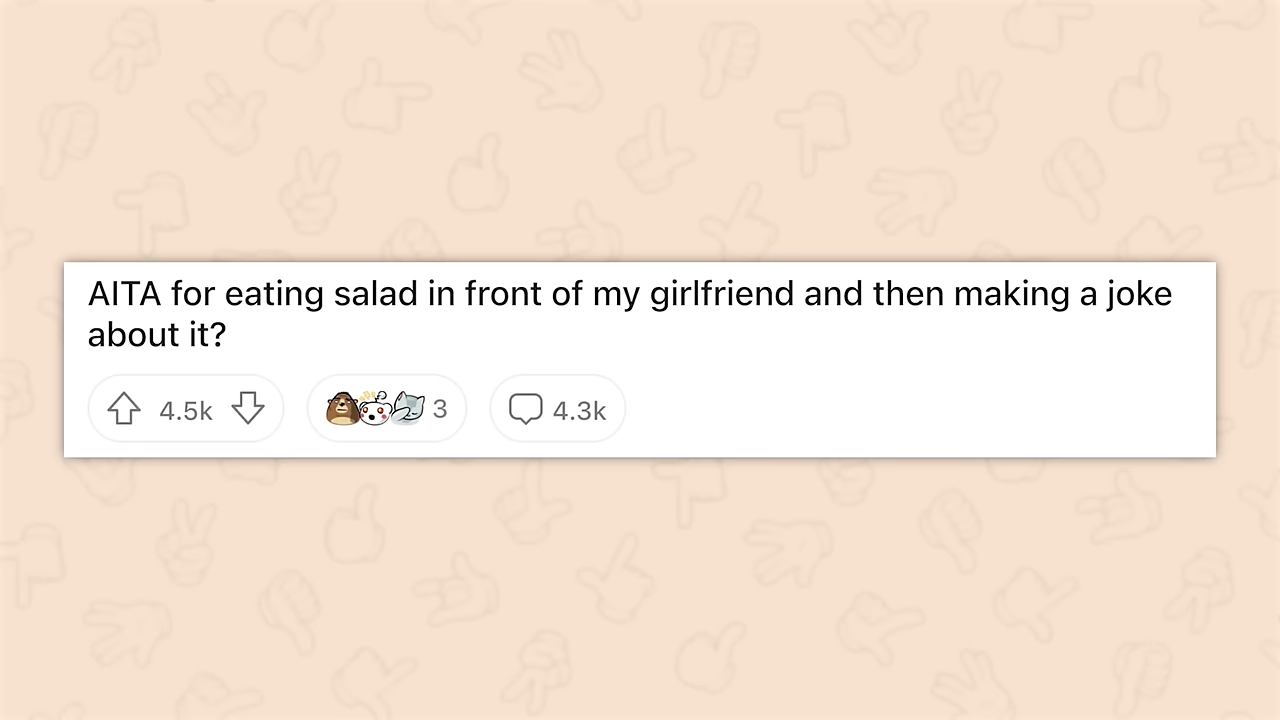 AITA for eating salad in front of my girlfriend and then making a joke
about it?
4.5k 3 4.3k